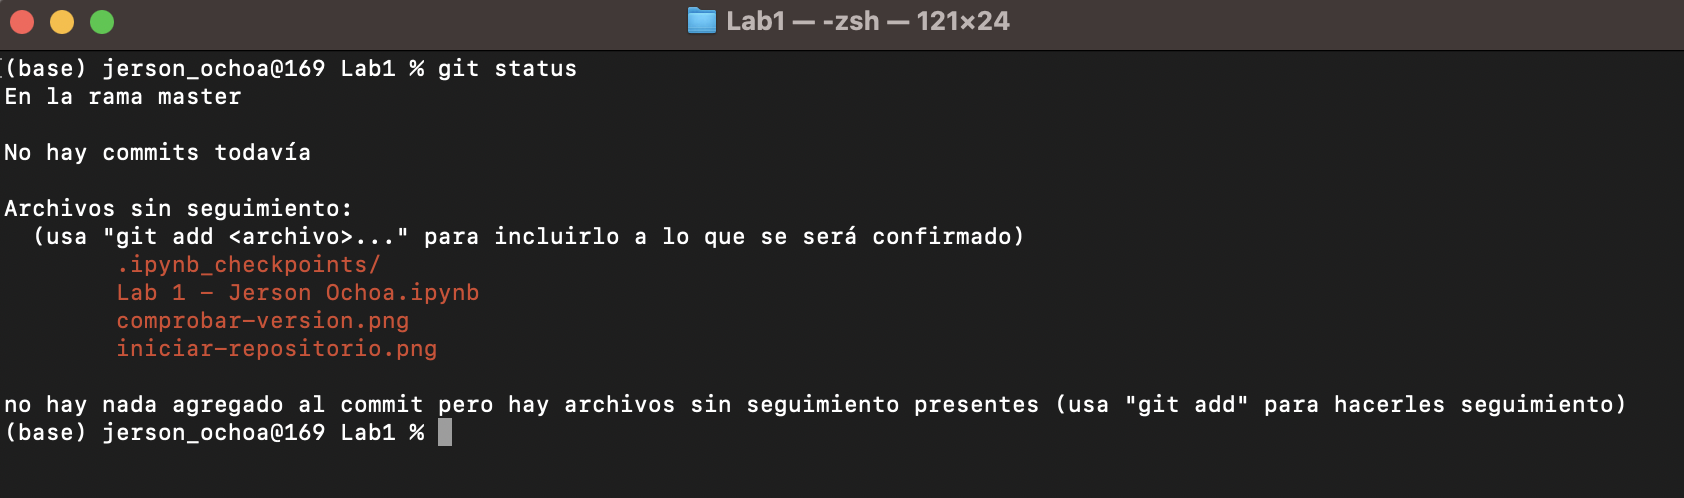 Lab1 — -zsh — 121×24
(base) jerson_ochoa@169 Lab1 % git status
En la rama master
No hay commits todavía
Archivos sin seguimiento:
(usa "git add <archivo>..." para incluirlo a lo que se será confirmado)
.ipynb_checkpoints/
Lab 1 - Jerson Ochoa.ipynb
comprobar-version.png
iniciar-repositorio.png
no hay nada agregado al commit pero hay archivos sin seguimiento presentes (usa "git add" para hacerles seguimiento)
(base) jerson_ochoa@169 Lab1 %